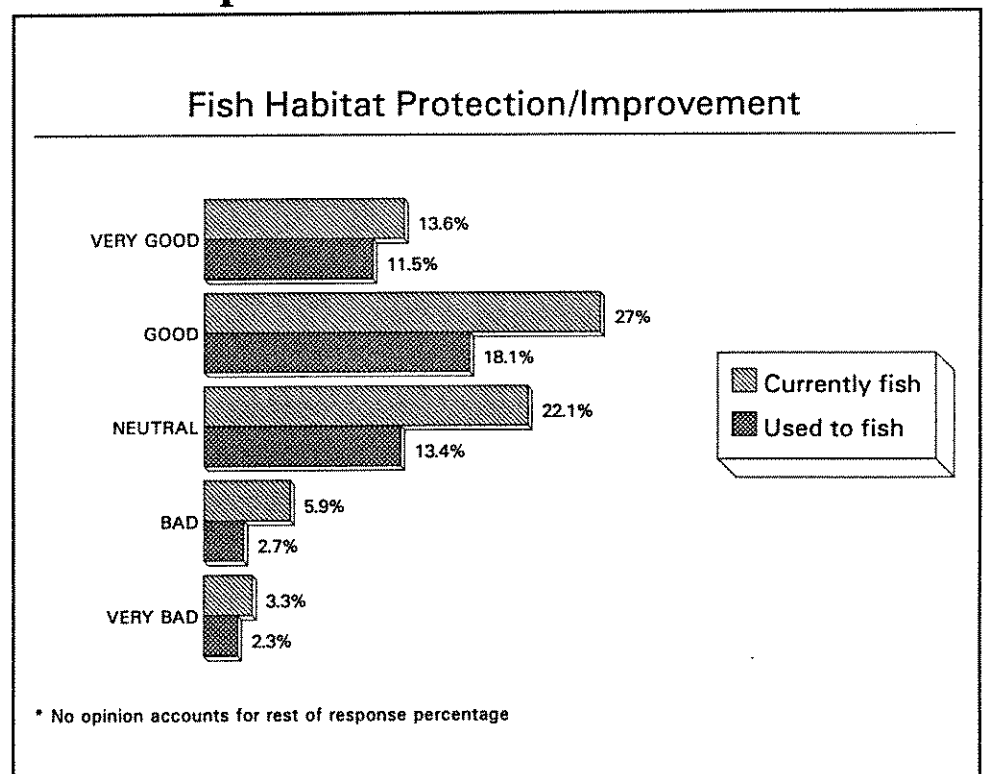 Fish Habitat Protection/Improvement
VERY GOOD
13.6%
11.5%
GOOD
27%
18.1%
NEUTRAL
22.1%
13.4%
BAD
5.9%
2.7%
VERY BAD
3.3%
2.3%
Currently fish
Used to fish
* No opinion accounts for rest of response percentage